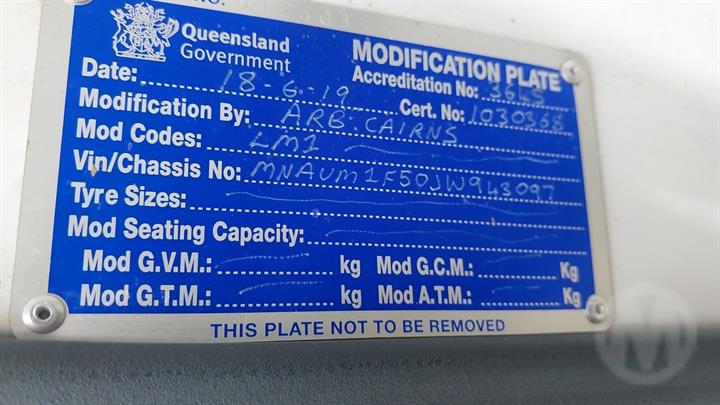 NO.
Queensland
Government
MODIFICATION PLATE
Date: 18-6-19 Accreditation No: 3645
Modification By: ARB CAIRNS Cert. No: 1030368
Mod Codes: LM1
Vin/Chassis No: MNAUM1F50JW943097
Tyre Sizes:
Mod Seating Capacity:
Mod G.V.M.: kg Mod G.C.M.: Kg
Mod G.T.M.: kg Mod A.T.M.: Kg
THIS PLATE NOT TO BE REMOVED
M